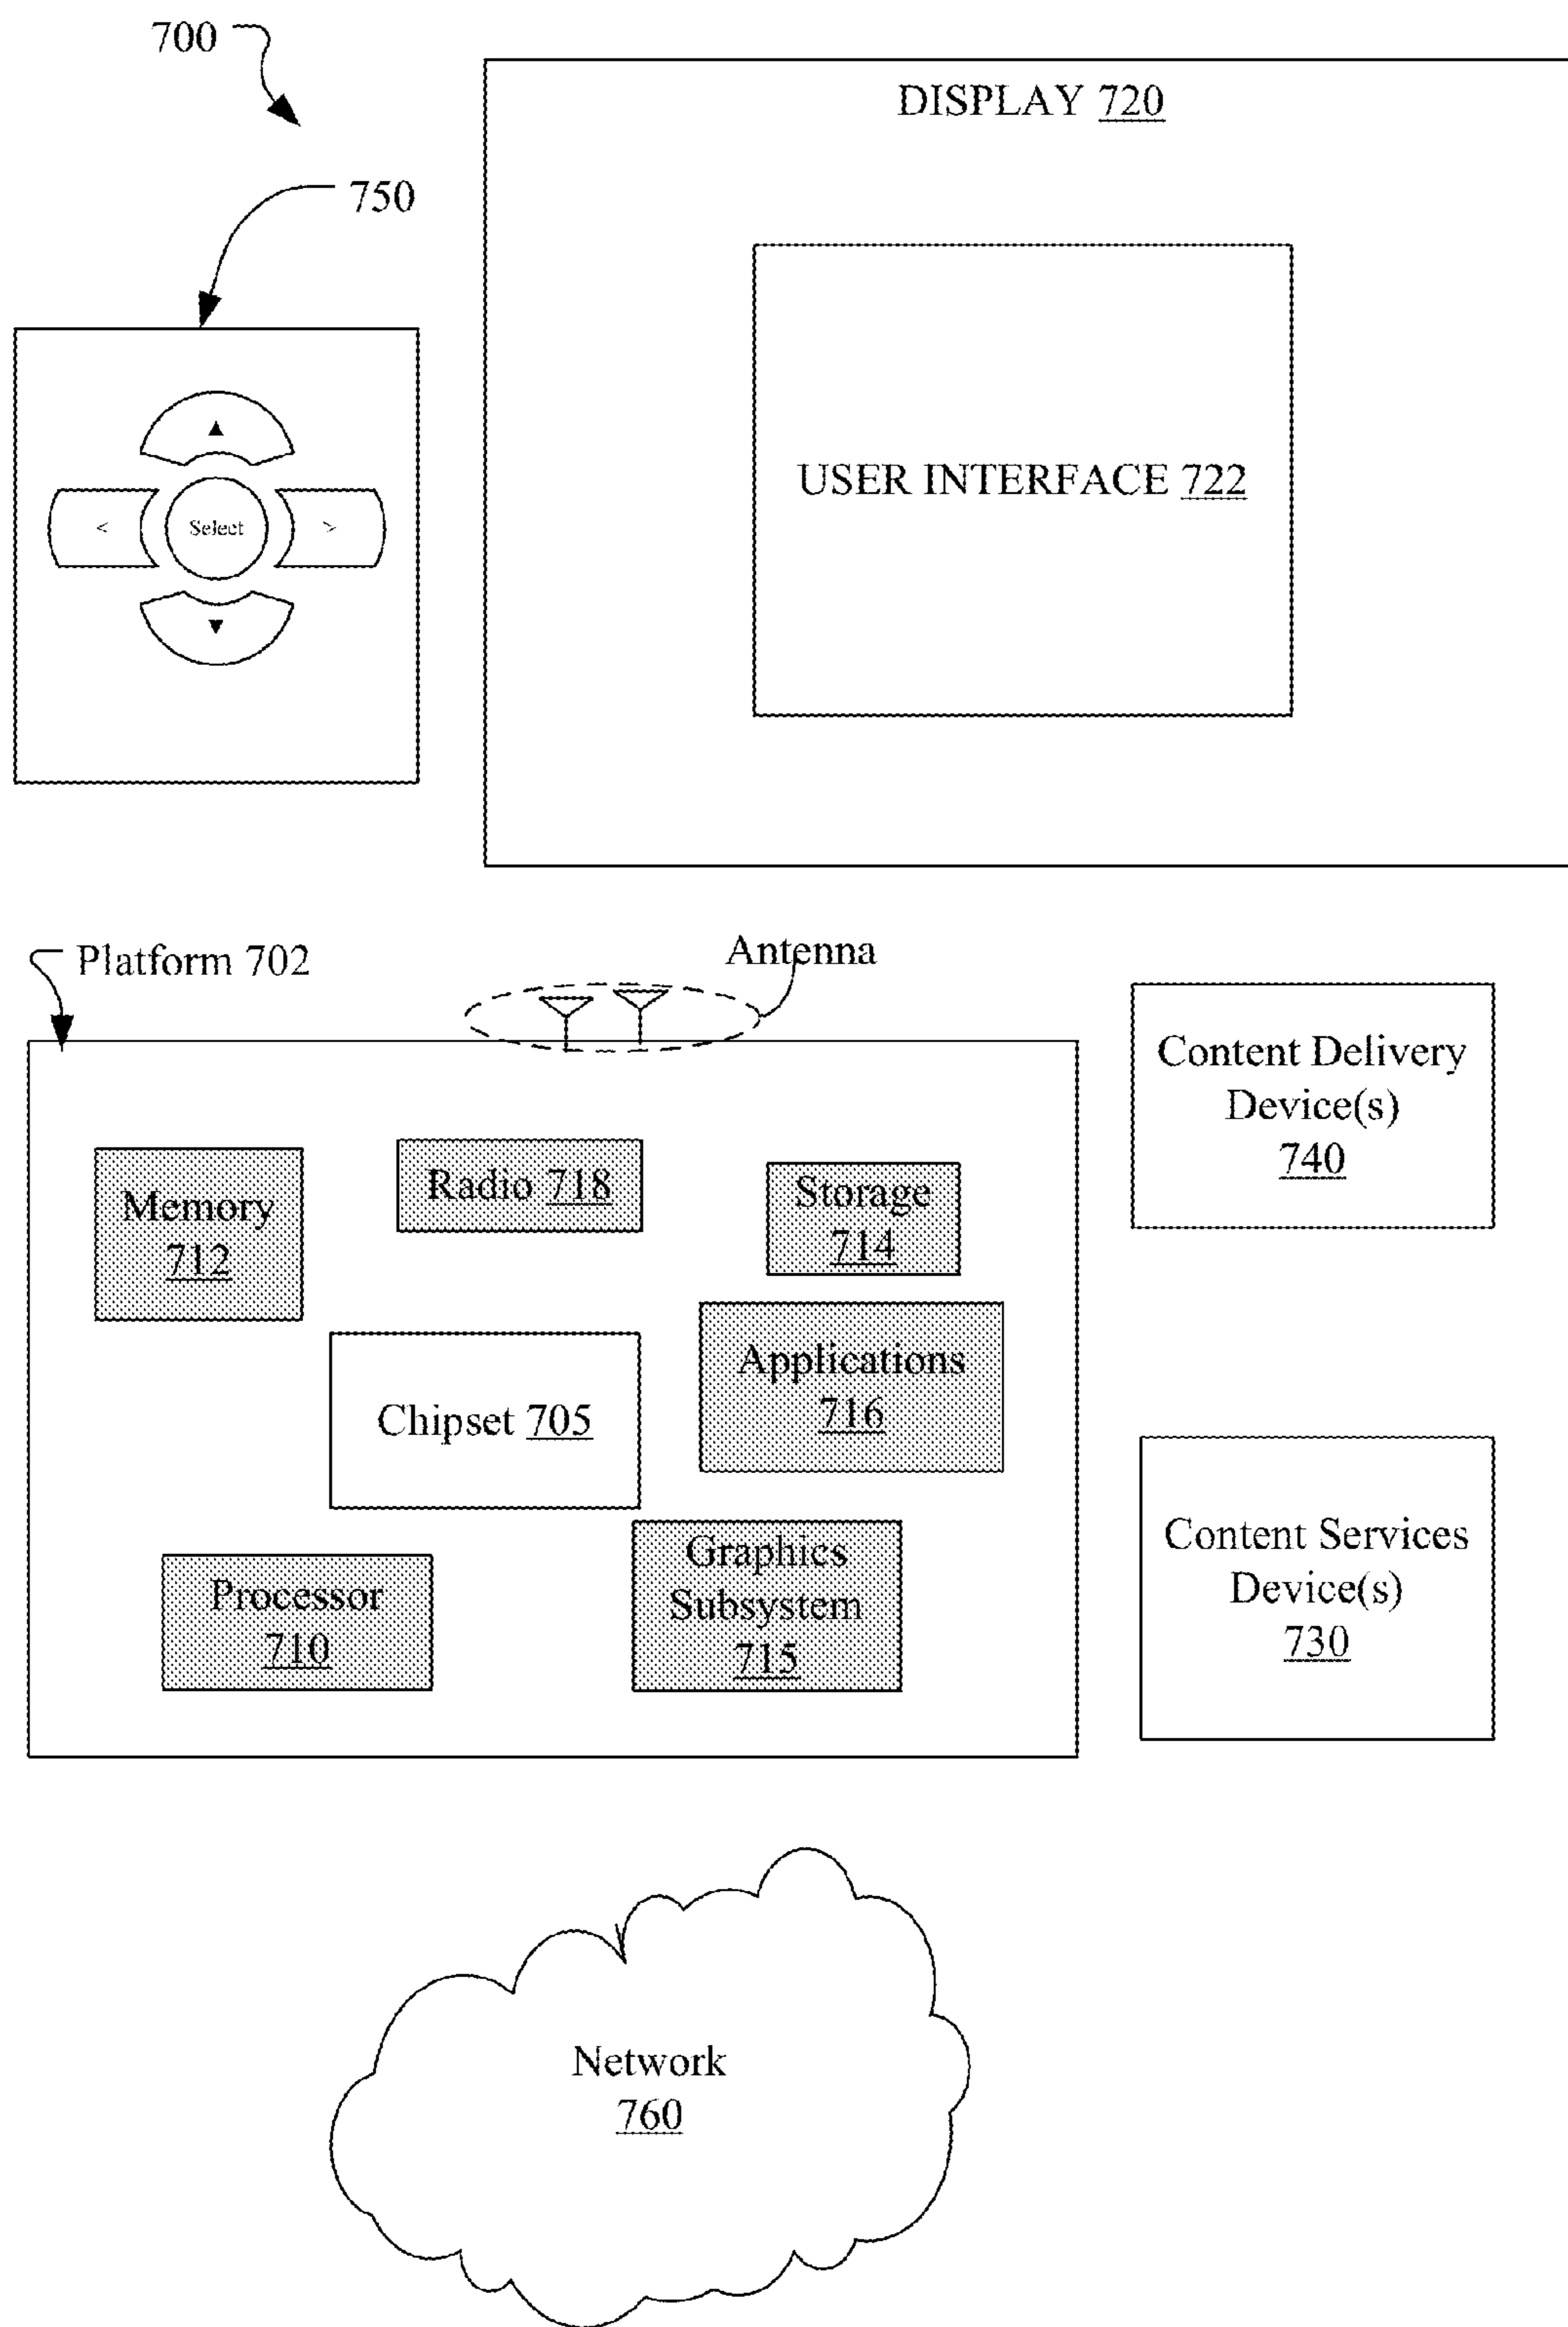 700
DISPLAY 720
750
USER INTERFACE 722
<
Select
>
Platform 702
Antenna
Content Delivery
Device(s)
740
Memory
712
Radio 718
Storage
714
Applications
716
Chipset 705
Content Services
Device(s)
730
Processor
710
Graphics
Subsystem
715
Network
760